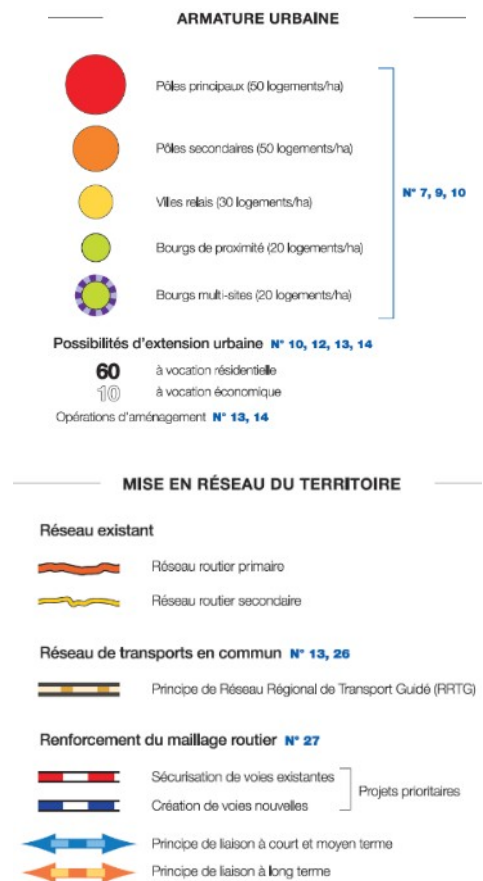 ARMATURE URBAINE
Pôles principaux (50 logements/ha)
Pôles secondaires (50 logements/ha)
Villes relais (30 logements/ha)
N° 7, 9, 10
Bourgs de proximité (20 logements/ha)
Bourgs multi-sites (20 logements/ha)
Possibilités d'extension urbaine N° 10, 12, 13, 14
60 à vocation résidentielle
10 à vocation économique
Opérations d'aménagement N° 13, 14
MISE EN RÉSEAU DU TERRITOIRE
Réseau existant
Réseau routier primaire
Réseau routier secondaire
Réseau de transports en commun N° 13, 26
Principe de Réseau Régional de Transport Guidé (RRTG)
Renforcement du maillage routier N° 27
Sécurisation de voies existantes
Projets prioritaires
Création de voies nouvelles
Principe de liaison à court et moyen terme
Principe de liaison à long terme